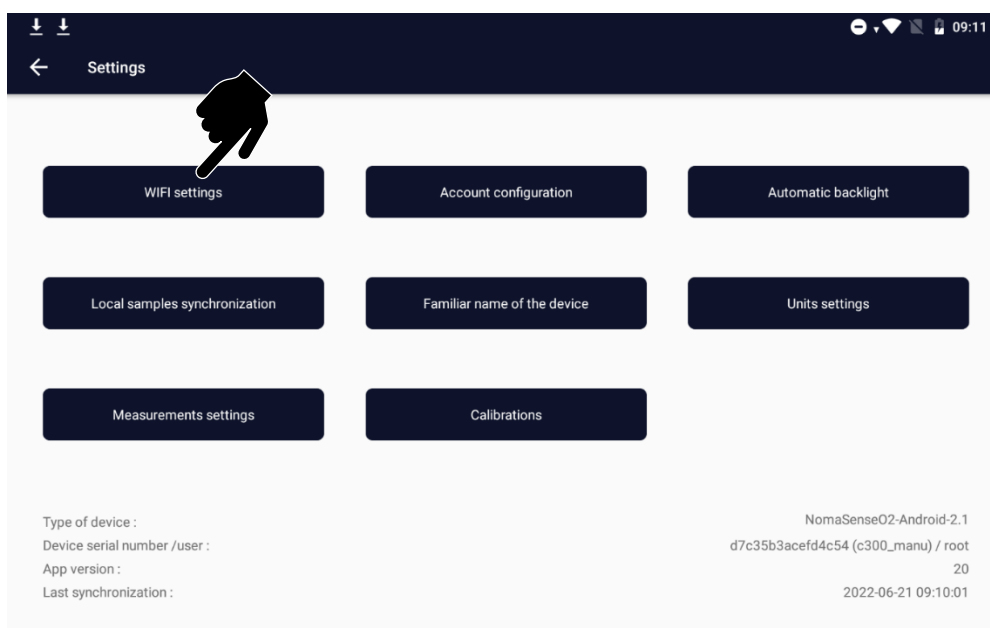 09:11
Settings
WIFI settings
Account configuration
Automatic backlight
Local samples synchronization
Familiar name of the device
Units settings
Measurements settings
Calibrations
Type of device : NomaSenseO2-Android-2.1
Device serial number /user : d7c35b3acefd4c54 (c300_manu) / root
App version : 20
Last synchronization : 2022-06-21 09:10:01